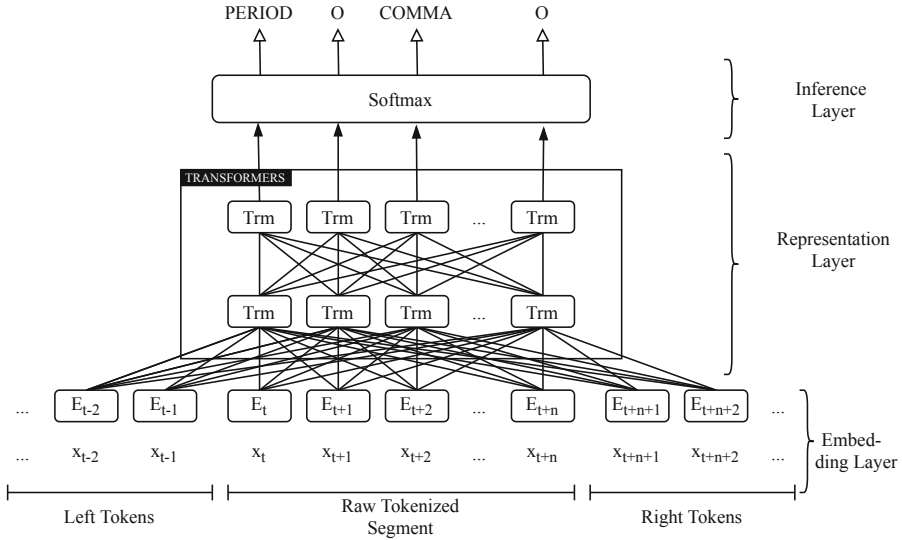 PERIOD O COMMA O
Softmax
Inference
Layer
TRANSFORMERS
Trm Trm Trm ... Trm
Representation
Layer
Trm Trm Trm ... Trm
... E_{t-2} E_{t-1} E_t E_{t+1} E_{t+2} ... E_{t+n} E_{t+n+1} E_{t+n+2} ...
Embed-
ding Layer
... x_{t-2} x_{t-1} x_t x_{t+1} x_{t+2} ... x_{t+n} x_{t+n+1} x_{t+n+2} ...
Left Tokens
Raw Tokenized
Segment
Right Tokens